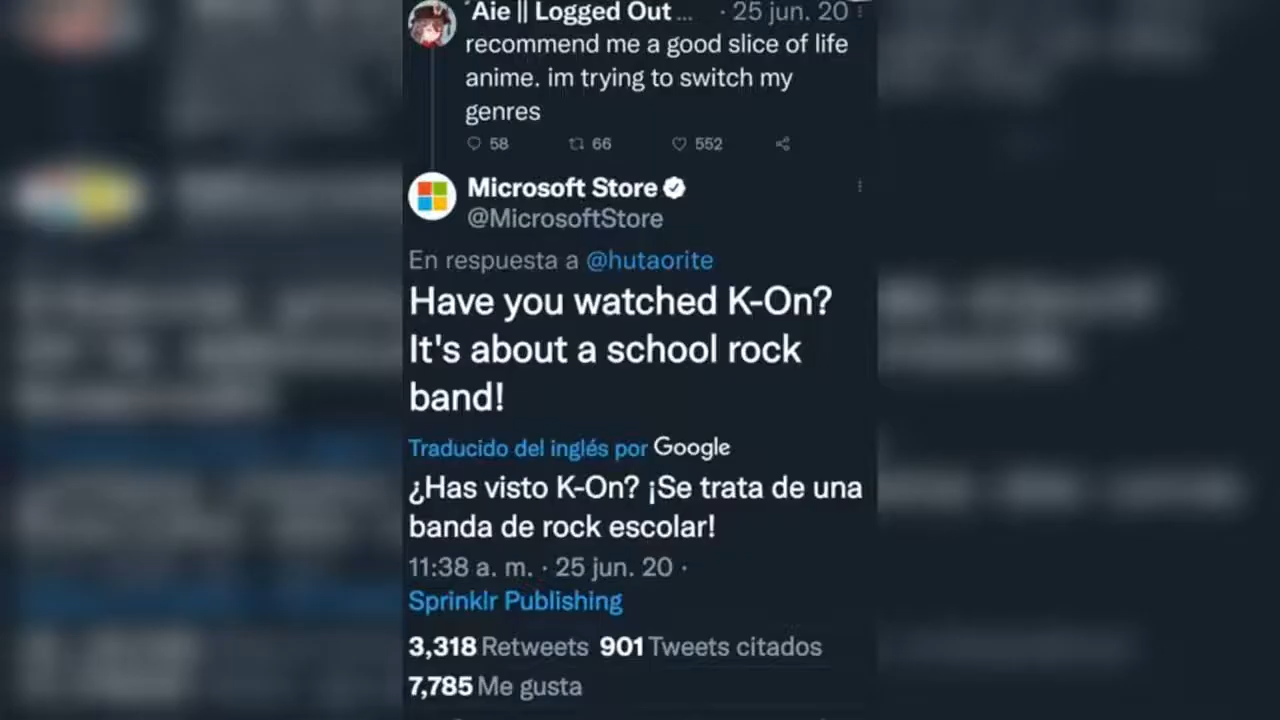 'Aie || Logged Out ... · 25 jun. 20
recommend me a good slice of life
anime. im trying to switch my
genres
58 66 552
Microsoft Store
@MicrosoftStore
En respuesta a @hutaorite
Have you watched K-On?
It's about a school rock
band!
Traducido del inglés por Google
¿Has visto K-On? ¡Se trata de una
banda de rock escolar!
11:38 a. m. · 25 jun. 20 ·
Sprinklr Publishing
3,318 Retweets 901 Tweets citados
7,785 Me gusta